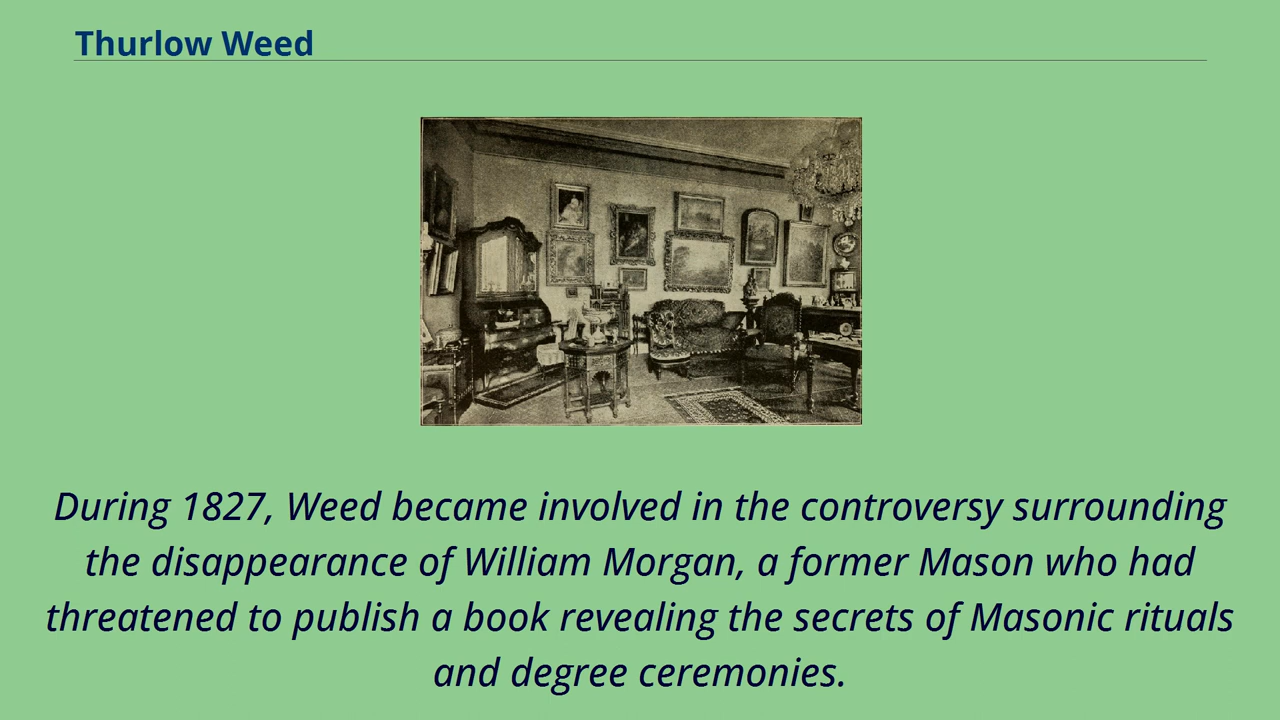 Thurlow Weed
During 1827, Weed became involved in the controversy surrounding
the disappearance of William Morgan, a former Mason who had
threatened to publish a book revealing the secrets of Masonic rituals
and degree ceremonies.